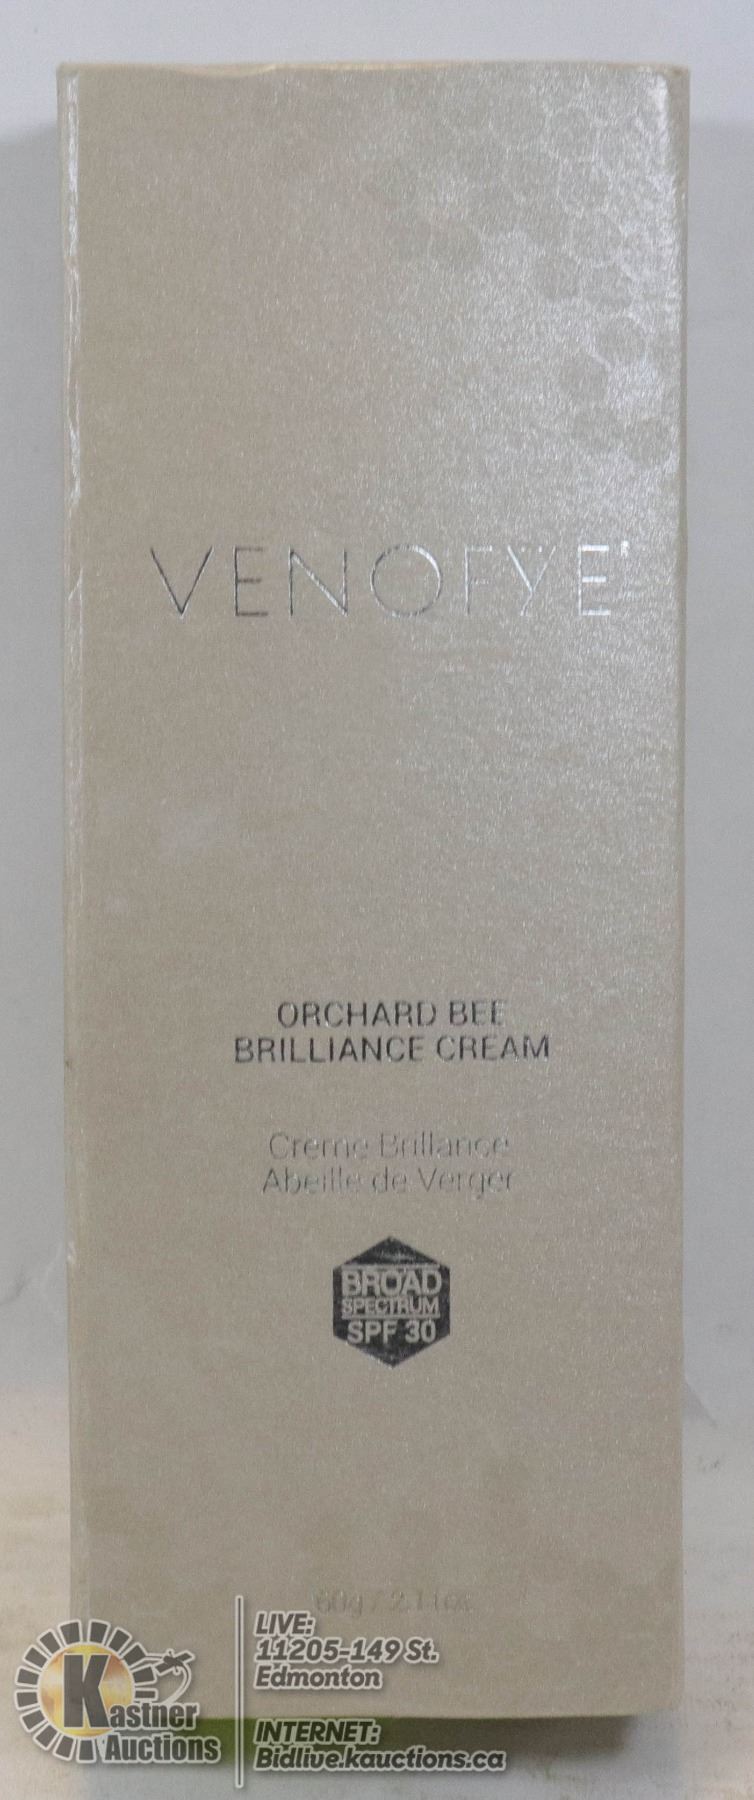 VENOFYE
ORCHARD BEE
BRILLIANCE CREAM
Creme Brillance
Abeille de Verger
BROAD
SPECTRUM
SPF 30
60g / 2.11oz
Kastner
Auctions
LIVE:
11205-149 St.
Edmonton
INTERNET:
Bidlive.kauctions.ca